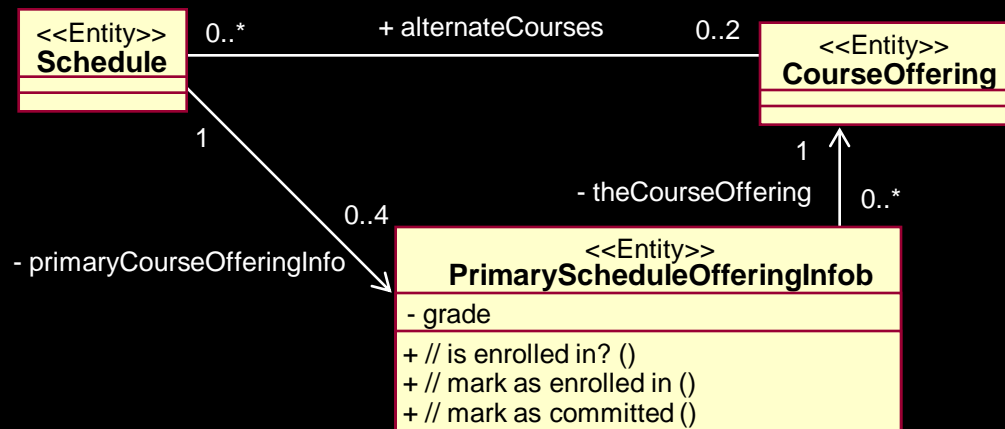 <<Entity>>
Schedule
0..*
+ alternateCourses
0..2
<<Entity>>
CourseOffering
1
0..4
- primaryCourseOfferingInfo
1
- theCourseOffering
0..*
<<Entity>>
PrimaryScheduleOfferingInfob
- grade
+ // is enrolled in? ()
+ // mark as enrolled in ()
+ // mark as committed ()